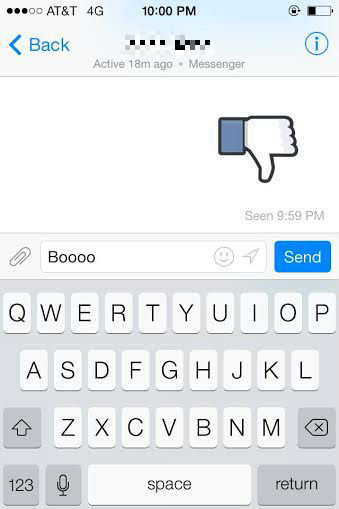 AT&T 4G 10:00 PM
Back
Active 18m ago • Messenger
Seen 9:59 PM
Boooo Send
Q W E R T Y U I O P
A S D F G H J K L
Z X C V B N M
123 space return